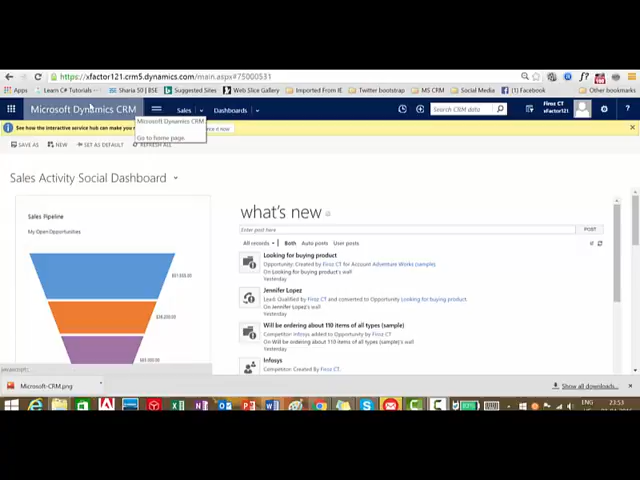 https://xfactor121.crm5.dynamics.com/main.aspx#75000531
Apps
Suggested Sites
Learn C# Tutorials
Sharia 50 | BSE
Web Slice Gallery
Imported From IE
Twitter bootstrap
MS CRM
Social Media
(1) Facebook
Microsoft Dynamics CRM
Sales
Dashboards
Search CRM data
Firoz CT
xFactor121
Microsoft Dynamics CRM
Go to home page.
See how the interactive service hub can make you
SAVE AS
NEW
SET AS DEFAULT
REFRESH ALL
Sales Activity Social Dashboard
Sales Pipeline
My Open Opportunities
what's new
Enter post here
POST
All records
Both
Auto posts
User posts
Looking for buying product
Opportunity: Created by Firoz CT for Account Adventure Works (sample)
On Looking for buying product's wall
Yesterday
Jennifer Lopez
Lead: Qualified by Firoz CT and converted to Opportunity Looking for buying product.
On Jennifer Lopez's wall
Yesterday
Will be ordering about 110 items of all types (sample)
Competitor Infosys added to Opportunity by Firoz CT.
On Will be ordering about 110 items of all types (sample)'s wall
Yesterday
Infosys
Competitor: Created by Firoz CT.
Microsoft-CRM.png
Show all downloads...
ENG
23:53